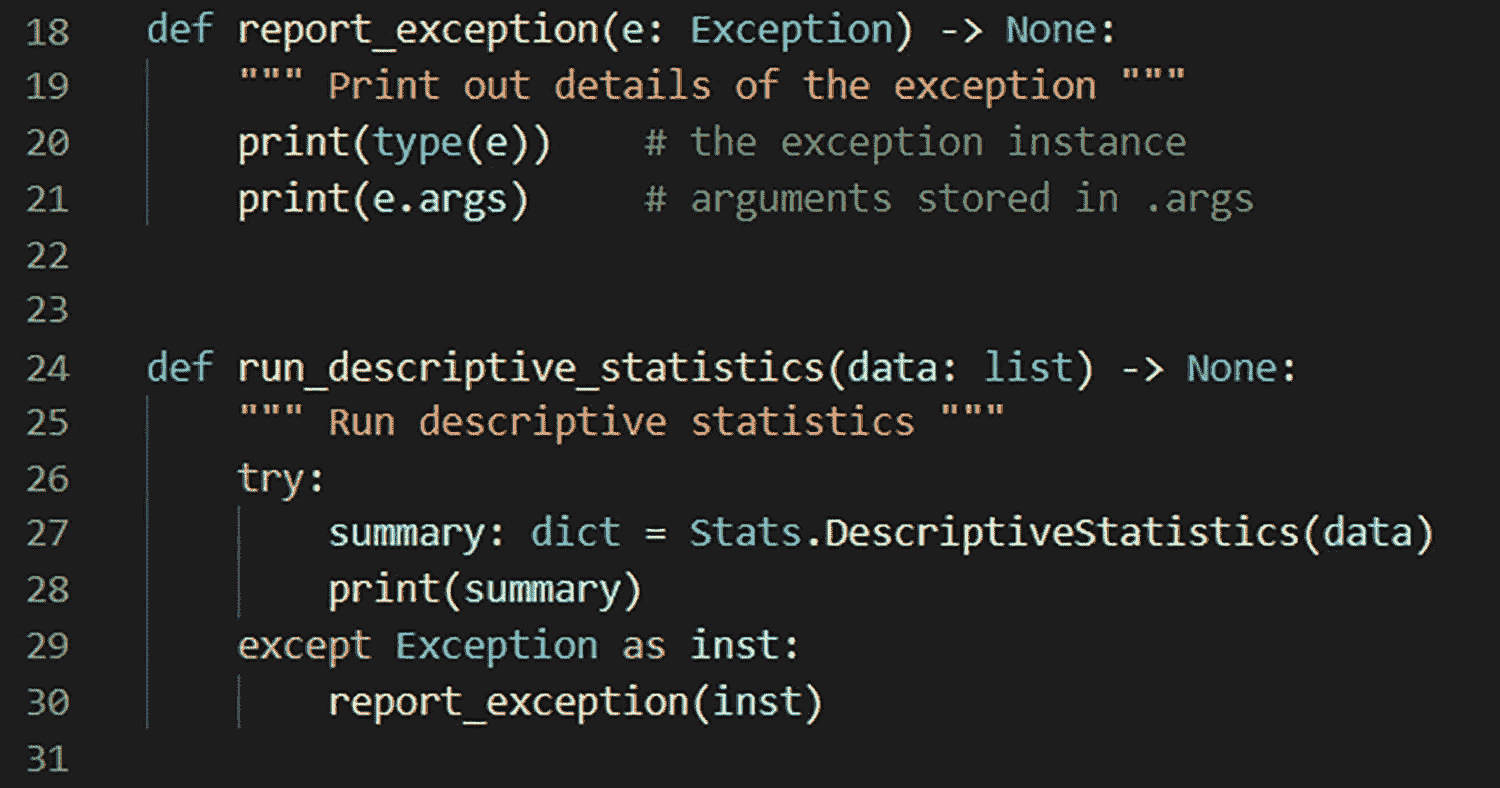 18 def report_exception(e: Exception) -> None:
19     """ Print out details of the exception """
20     print(type(e))    # the exception instance
21     print(e.args)     # arguments stored in .args
22
23
24 def run_descriptive_statistics(data: list) -> None:
25     """ Run descriptive statistics """
26     try:
27         summary: dict = Stats.DescriptiveStatistics(data)
28         print(summary)
29     except Exception as inst:
30         report_exception(inst)
31